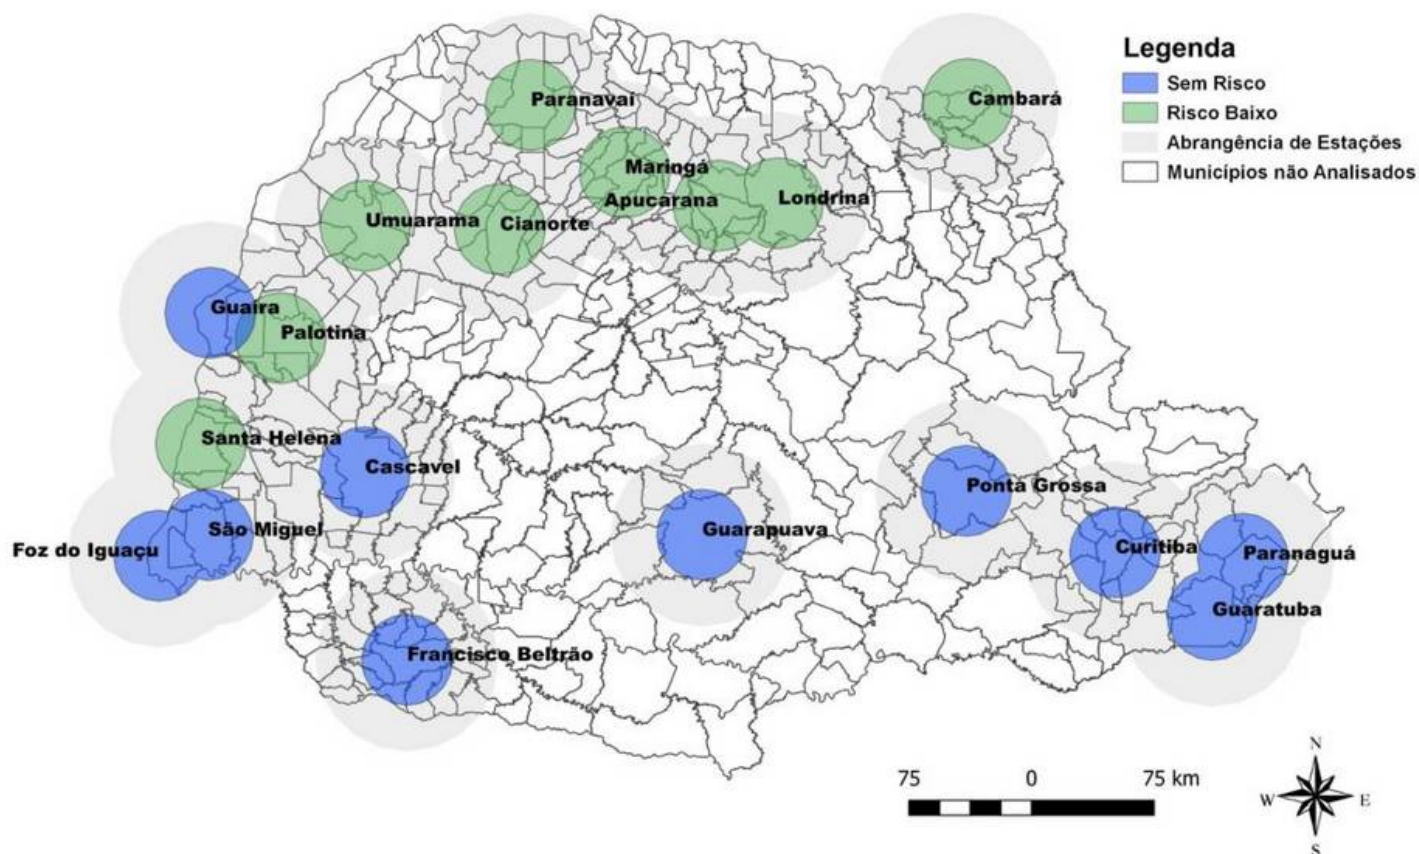 Legenda
Sem Risco
Risco Baixo
Abrangência de Estações
Municípios não Analisados
Paranavaí
Cambará
Maringá
Apucarana
Londrina
Umuarama
Cianorte
Guaíra
Palotina
Santa Helena
Cascavel
São Miguel
Foz do Iguaçu
Guarapuava
Ponta Grossa
Curitiba
Paranaguá
Guaratuba
Francisco Beltrão
75 0 75 km
N
W E
S